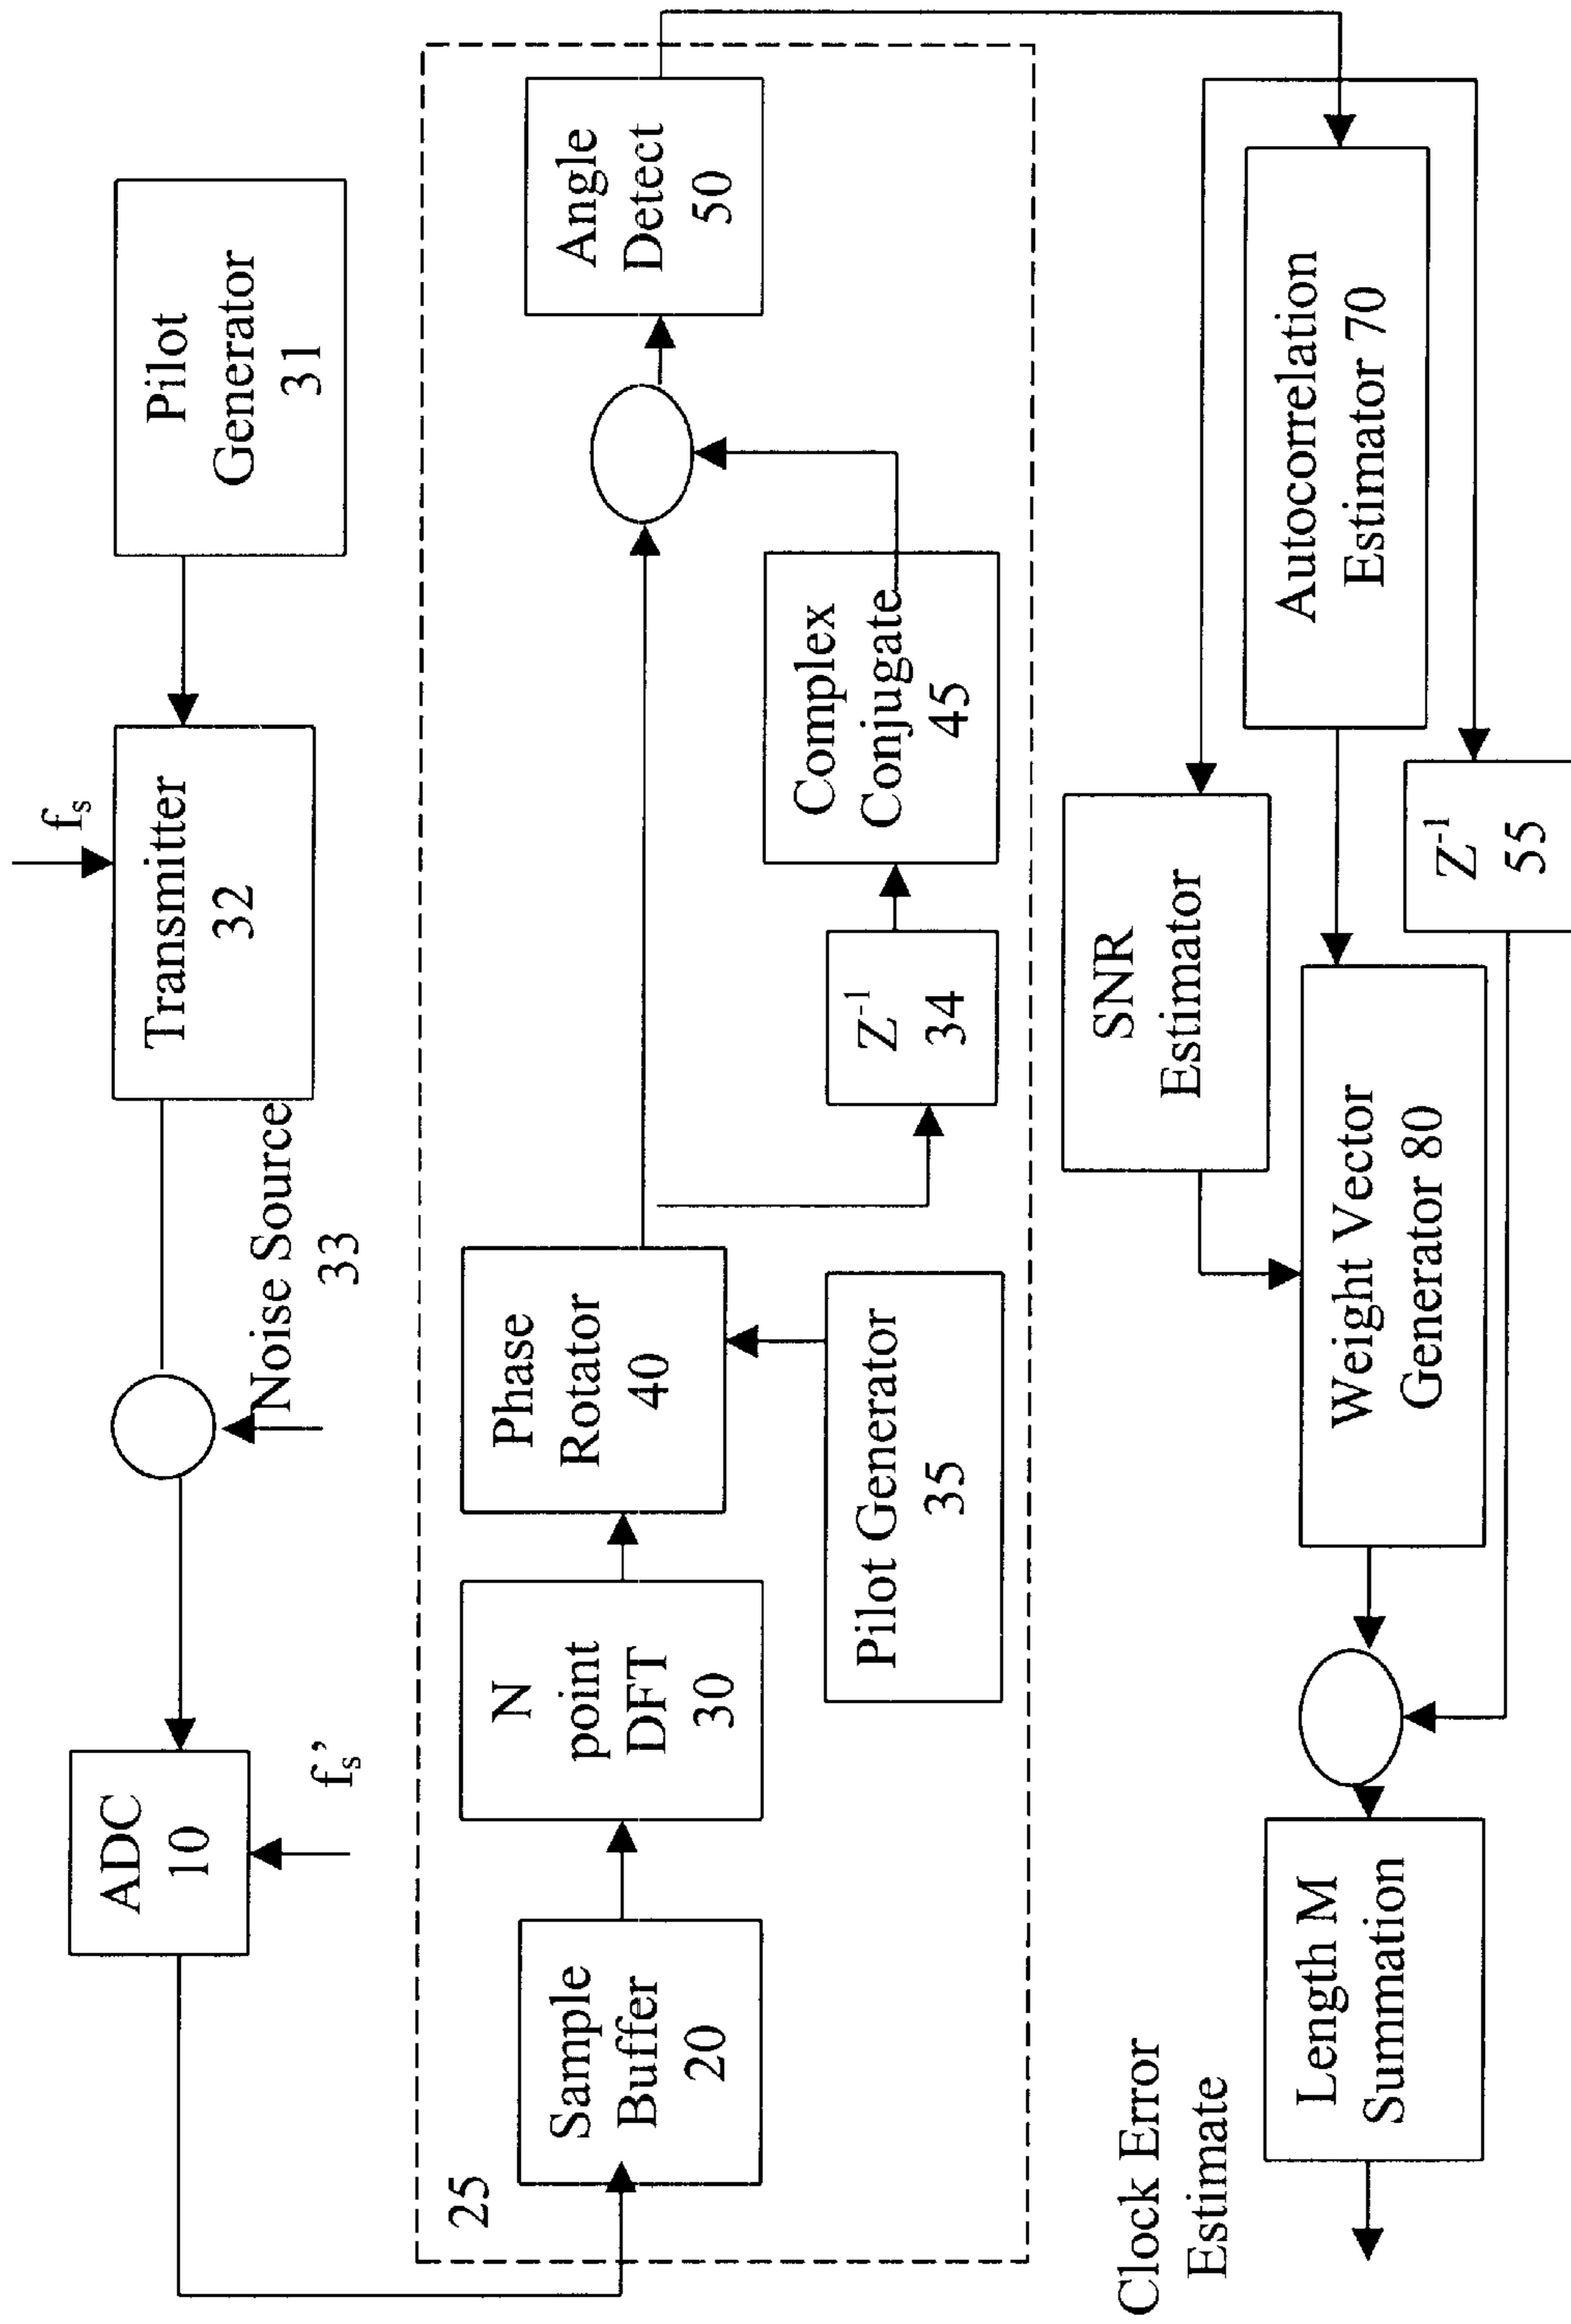 Pilot
Generator
31
f_s
Transmitter
32
Noise Source
33
ADC
10
f_s'
25
Sample
Buffer
20
N
point
DFT
30
Phase
Rotator
40
Pilot Generator
35
Z⁻¹
34
Complex
Conjugate
45
Angle
Detect
50
Autocorrelation
Estimator 70
SNR
Estimator
Z⁻¹
55
Weight Vector
Generator 80
Length M
Summation
Clock Error
Estimate